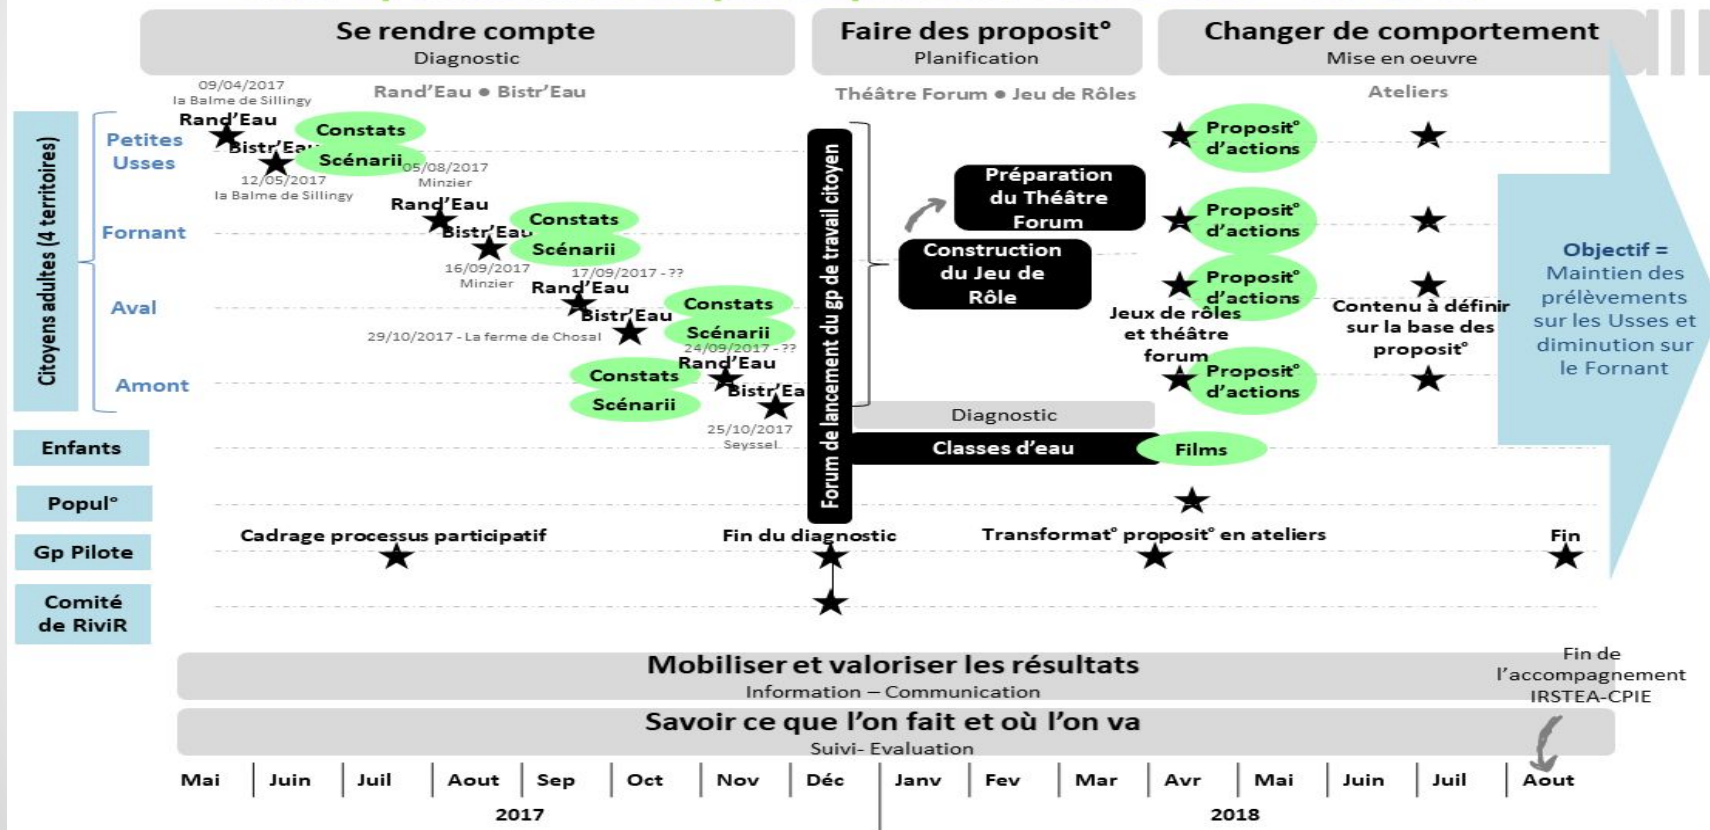 Se rendre compte
Diagnostic
Faire des proposit°
Planification
Changer de comportement
Mise en oeuvre
Rand'Eau ● Bistr'Eau
Théâtre Forum ● Jeu de Rôles
Ateliers
Citoyens adultes (4 territoires)
Petites
Usses
09/04/2017
la Balme de Sillingy
Rand'Eau
Bistr'Eau
12/05/2017
la Balme de Sillingy
Constats
Scénarii
Fornant
05/08/2017
Minzier
Rand'Eau
Bistr'Eau
16/09/2017
Minzier
Constats
Scénarii
Aval
17/09/2017 - ??
Rand'Eau
Bistr'Eau
29/10/2017 - La ferme de Chosal
Constats
Scénarii
Amont
24/09/2017 - ??
Rand'Eau
Bistr'Ea
25/10/2017
Seyssel
Constats
Scénarii
Forum de lancement du gp de travail citoyen
Préparation
du Théâtre
Forum
Construction
du Jeu de
Rôle
Proposit°
d'actions
Proposit°
d'actions
Proposit°
d'actions
Jeux de rôles
et théâtre
forum
Proposit°
d'actions
Contenu à définir
sur la base des
proposit°
Objectif =
Maintien des
prélèvements
sur les Usses et
diminution sur
le Fornant
Diagnostic
Enfants
Classes d'eau
Films
Popul°
Gp Pilote
Cadrage processus participatif
Fin du diagnostic
Transformat° proposit° en ateliers
Fin
Comité
de RiviR
Mobiliser et valoriser les résultats
Information – Communication
Fin de
l'accompagnement
IRSTEA-CPIE
Savoir ce que l'on fait et où l'on va
Suivi- Evaluation
Mai Juin Juil Aout Sep Oct Nov Déc Janv Fev Mar Avr Mai Juin Juil Aout
2017 2018